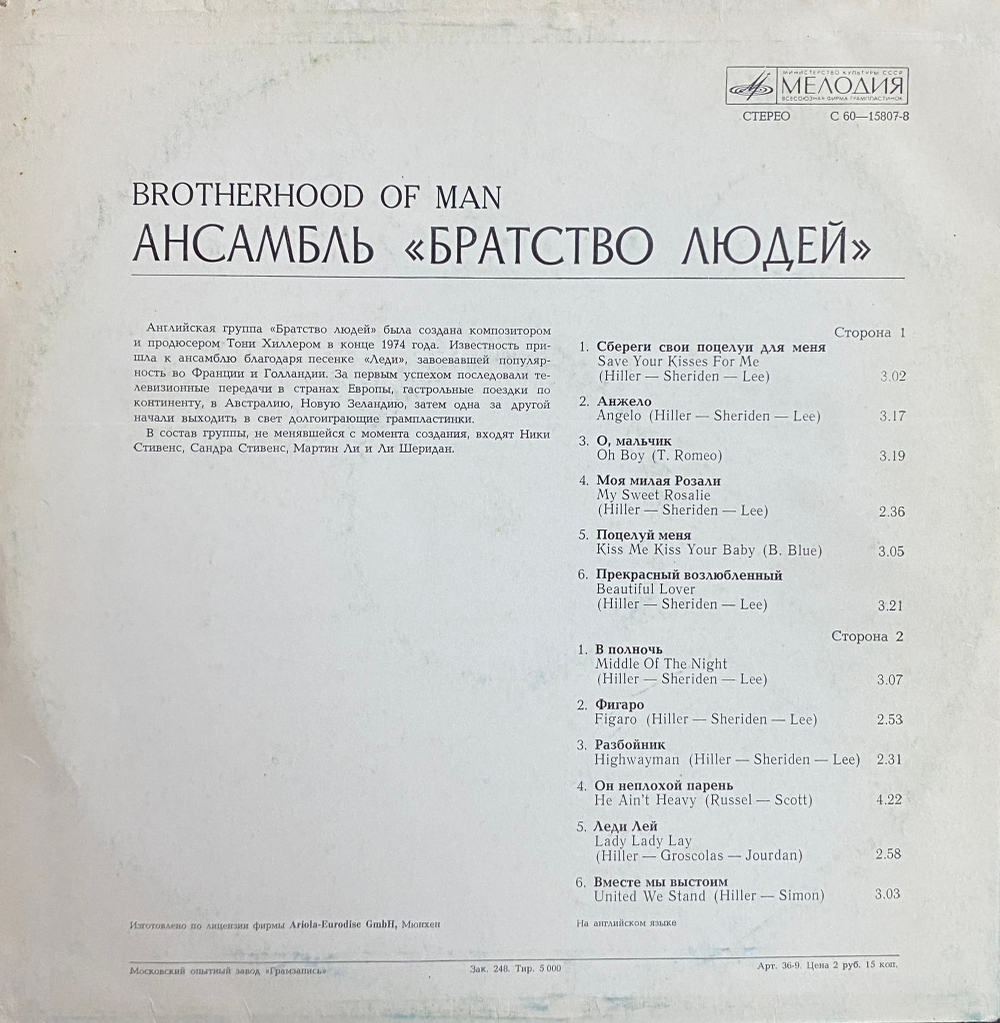 МИНИСТЕРСТВО КУЛЬТУРЫ СССР
МЕЛОДИЯ
ВСЕСОЮЗНАЯ ФИРМА ГРАМПЛАСТИНОК
СТЕРЕО С 60—15807-8
BROTHERHOOD OF MAN
АНСАМБЛЬ «БРАТСТВО ЛЮДЕЙ»
Английская группа «Братство людей» была создана композитором
и продюсером Тони Хиллером в конце 1974 года. Известность при-
шла к ансамблю благодаря песенке «Леди», завоевавшей популяр-
ность во Франции и Голландии. За первым успехом последовали те-
левизионные передачи в странах Европы, гастрольные поездки по
континенту, в Австралию, Новую Зеландию, затем одна за другой
начали выходить в свет долгоиграющие грампластинки.
В состав группы, не менявшейся с момента создания, входят Ники
Стивенс, Сандра Стивенс, Мартин Ли и Ли Шеридан.
Сторона 1
1. Сбереги свои поцелуи для меня
Save Your Kisses For Me
(Hiller — Sheriden — Lee) 3.02
2. Анжело
Angelo (Hiller — Sheriden — Lee) 3.17
3. О, мальчик
Oh Boy (T. Romeo) 3.19
4. Моя милая Розали
My Sweet Rosalie
(Hiller — Sheriden — Lee) 2.36
5. Поцелуй меня
Kiss Me Kiss Your Baby (B. Blue) 3.05
6. Прекрасный возлюбленный
Beautiful Lover
(Hiller — Sheriden — Lee) 3.21
Сторона 2
1. В полночь
Middle Of The Night
(Hiller — Sheriden — Lee) 3.07
2. Фигаро
Figaro (Hiller — Sheriden — Lee) 2.53
3. Разбойник
Highwayman (Hiller — Sheriden — Lee) 2.31
4. Он неплохой парень
He Ain't Heavy (Russel — Scott) 4.22
5. Леди Лей
Lady Lady Lay
(Hiller — Groscolas — Jourdan) 2.58
6. Вместе мы выстоим
United We Stand (Hiller — Simon) 3.03
Изготовлено по лицензии фирмы Ariola-Eurodisc GmbH, Мюнхен
На английском языке
Московский опытный завод «Грамзапись» Зак. 248. Тир. 5 000 Арт. 36-9. Цена 2 руб. 15 коп.